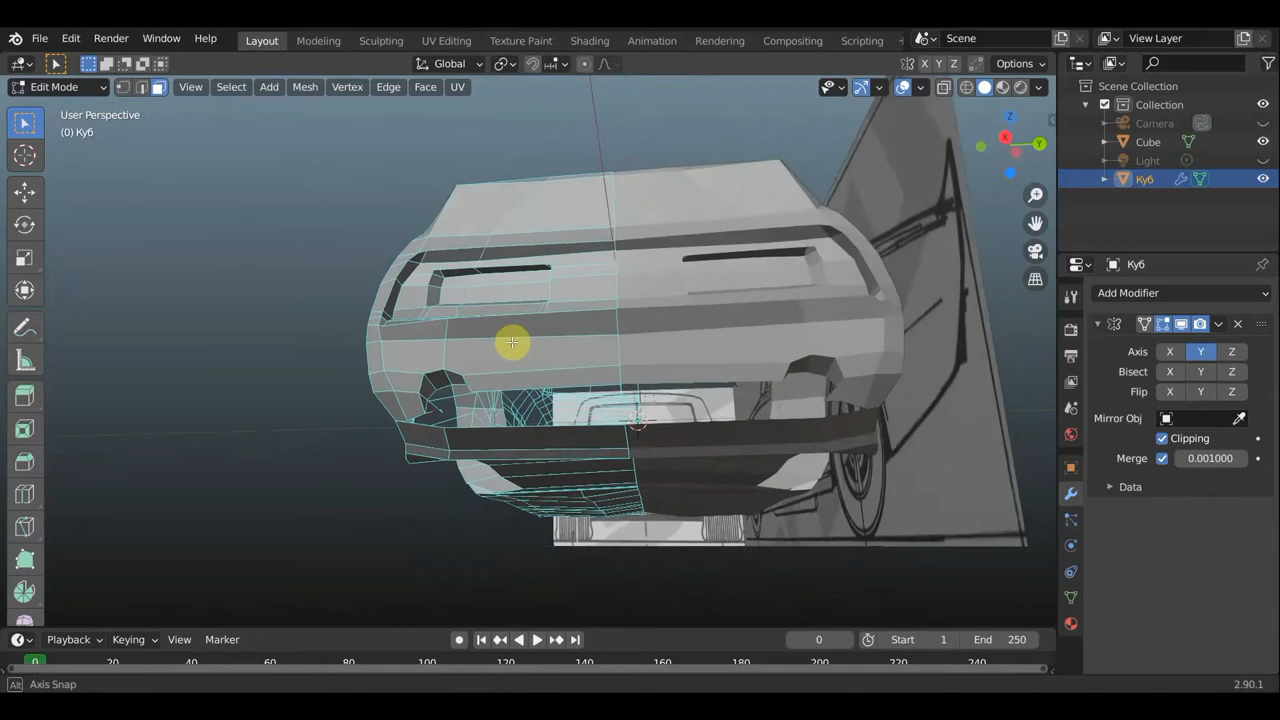 File Edit Render Window Help
Layout Modeling Sculpting UV Editing Texture Paint Shading Animation Rendering Compositing Scripting
Scene
View Layer
Global
Options
Edit Mode View Select Add Mesh Vertex Edge Face UV
User Perspective
(0) Куб
Z
X
Y
Scene Collection
Collection
Camera
Cube
Light
Куб
Куб
Add Modifier
Axis X Y Z
Bisect X Y Z
Flip X Y Z
Mirror Obj
Clipping
Merge 0.001000
Data
Playback Keying View Marker
0 Start 1 End 250
0 20 40 60 80 100 120 140 160 180 200 220 240
Alt Axis Snap
2.90.1